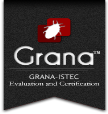 Grana™
GRANA-ISTEC
Evaluation and Certification